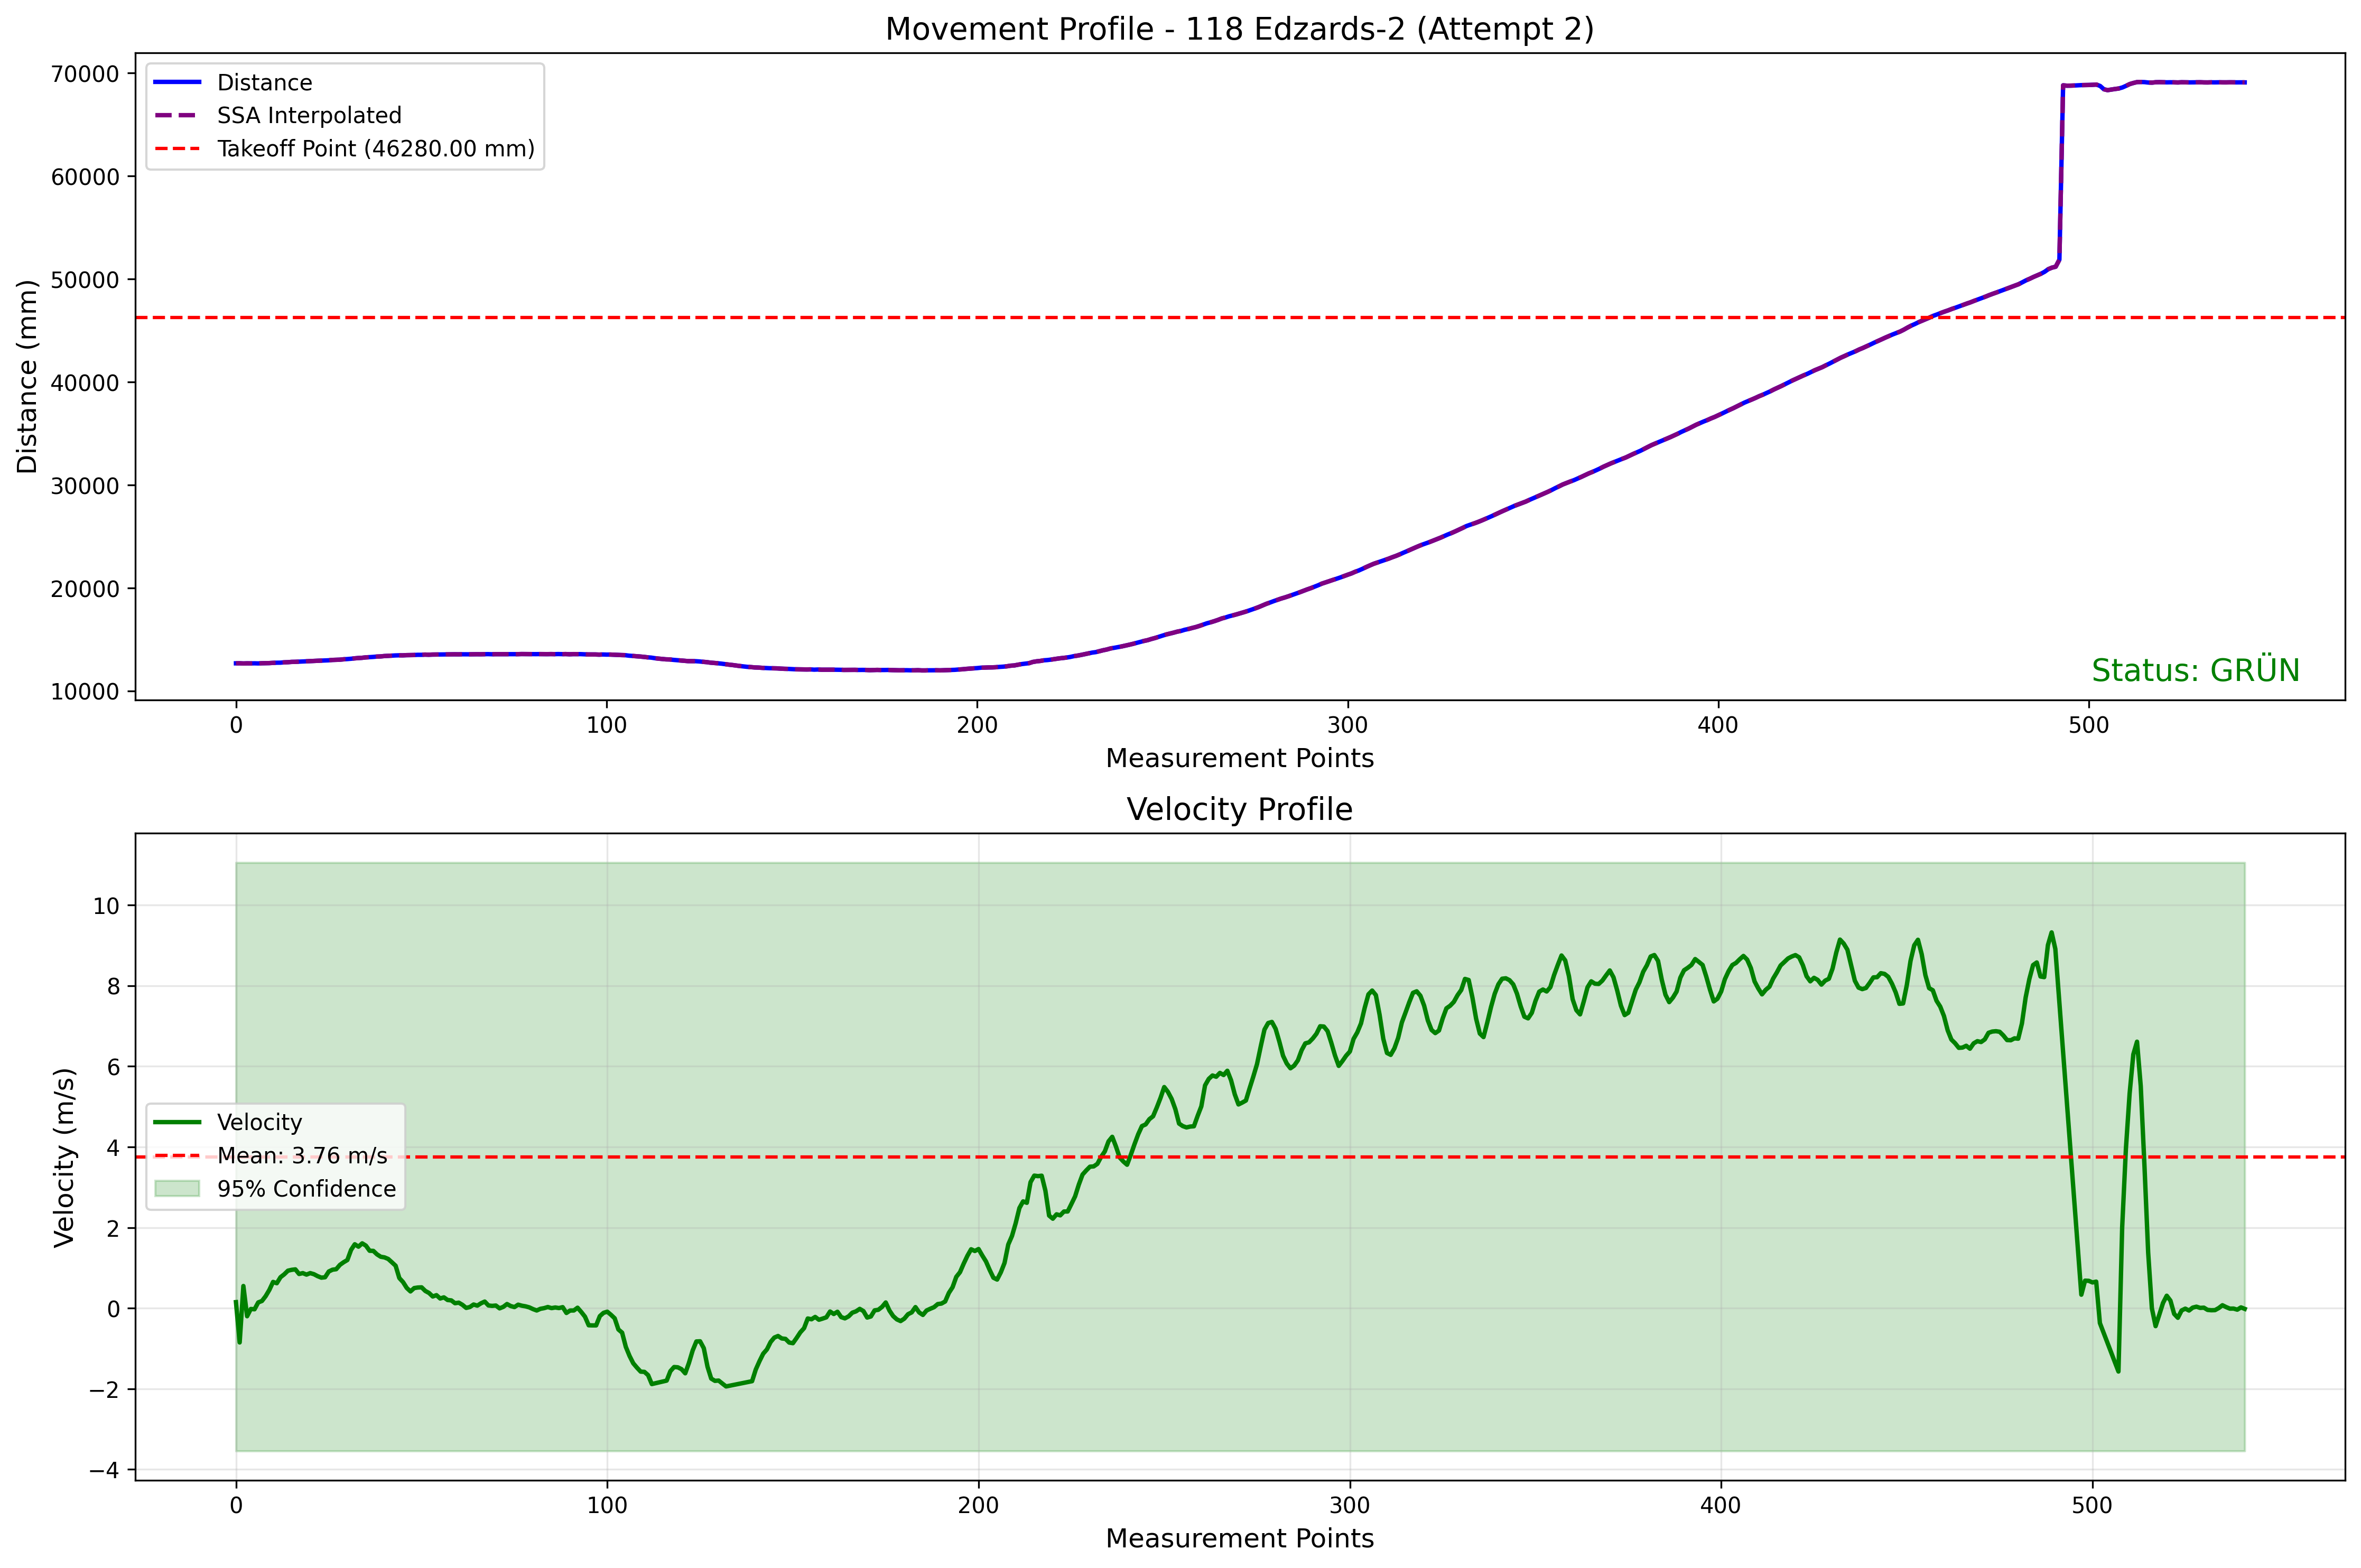 Movement Profile - 118 Edzards-2 (Attempt 2)
Distance
SSA Interpolated
Takeoff Point (46280.00 mm)
Distance (mm)
70000
60000
50000
40000
30000
20000
10000
Status: GRÜN
0 100 200 300 400 500
Measurement Points
Velocity Profile
Velocity (m/s)
10
8
6
4
2
0
−2
−4
Velocity
Mean: 3.76 m/s
95% Confidence
0 100 200 300 400 500
Measurement Points